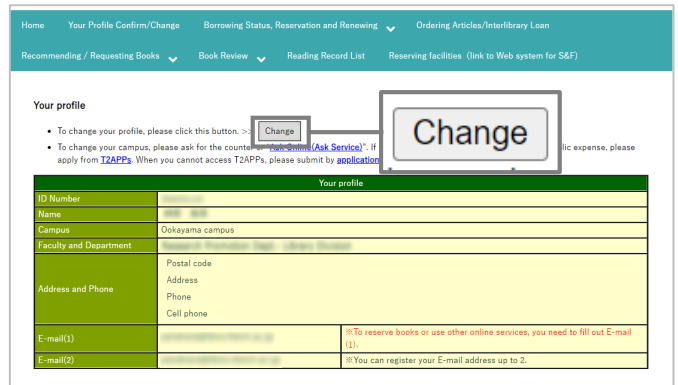 Home Your Profile Confirm/Change Borrowing Status, Reservation and Renewing Ordering Articles/Interlibrary Loan
Recommending / Requesting Books Book Review Reading Record List Reserving facilities (link to Web system for S&F)
Your profile
• To change your profile, please click this button. >> Change
Change
• To change your campus, please ask for the counter or "Ask Online(Ask Service)". If lic expense, please
apply from T2APPs. When you cannot access T2APPs, please submit by application
Your profile
ID Number
Name
Campus Ookayama campus
Faculty and Department
Address and Phone
Postal code
Address
Phone
Cell phone
E-mail(1) ※To reserve books or use other online services, you need to fill out E-mail
(1).
E-mail(2) ※You can register your E-mail address up to 2.